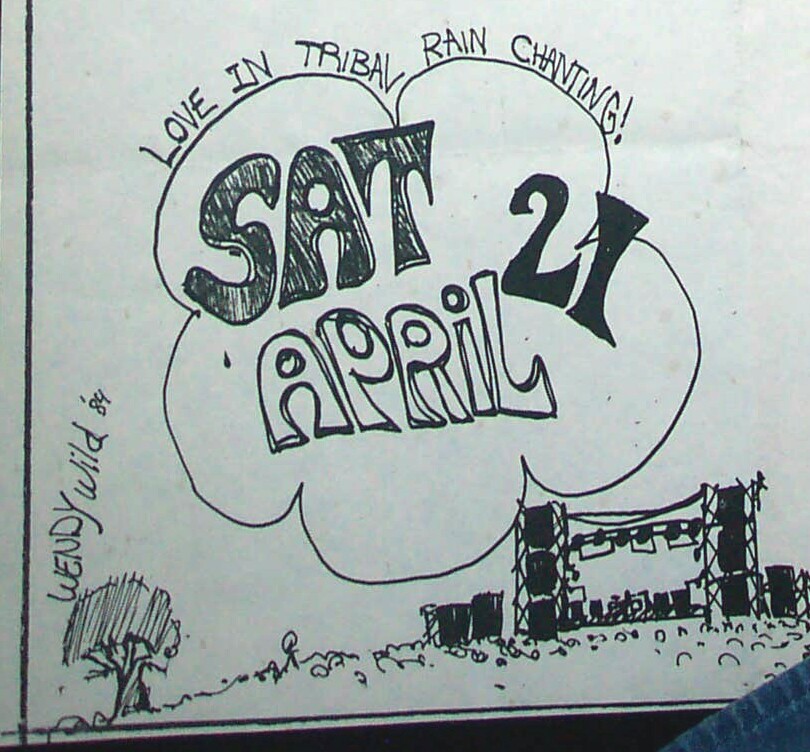 LOVE IN TRIBAL RAIN CHANTING!
SAT 21
APRIL
WENDY Wild '84